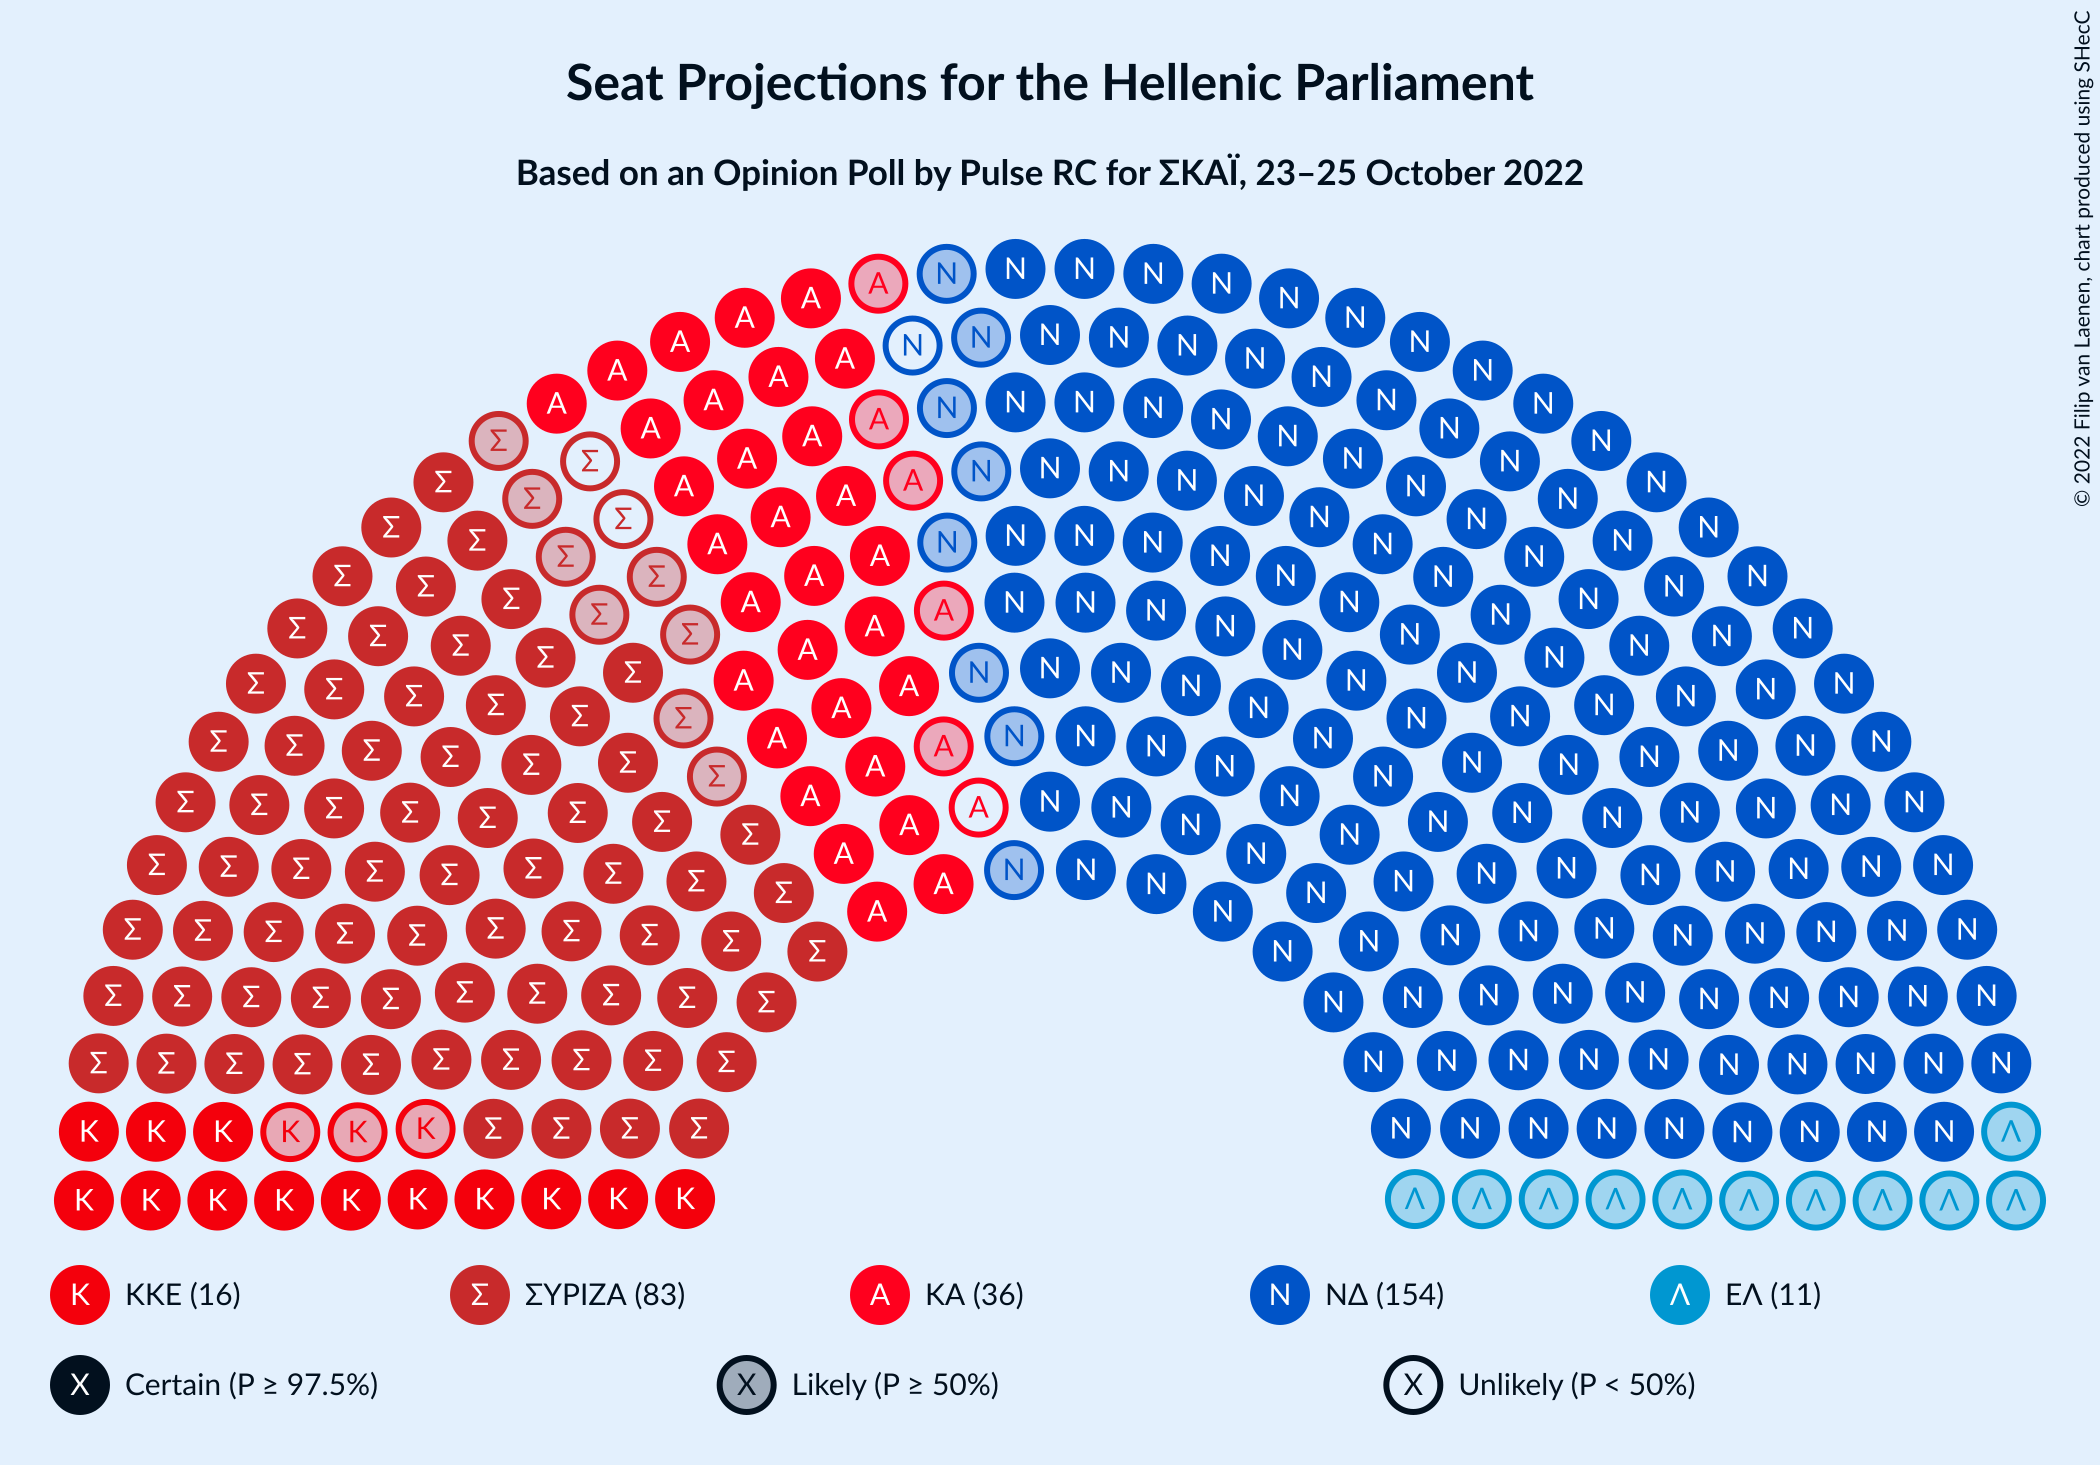 Seat Projections for the Hellenic Parliament
Based on an Opinion Poll by Pulse RC for ΣΚΑΪ, 23–25 October 2022
© 2022 Filip van Laenen, chart produced using SHecC
Κ ΚΚΕ (16) Σ ΣΥΡΙΖΑ (83) Α ΚΑ (36) Ν ΝΔ (154) Λ ΕΛ (11)
X Certain (P ≥ 97.5%) X Likely (P ≥ 50%) X Unlikely (P < 50%)